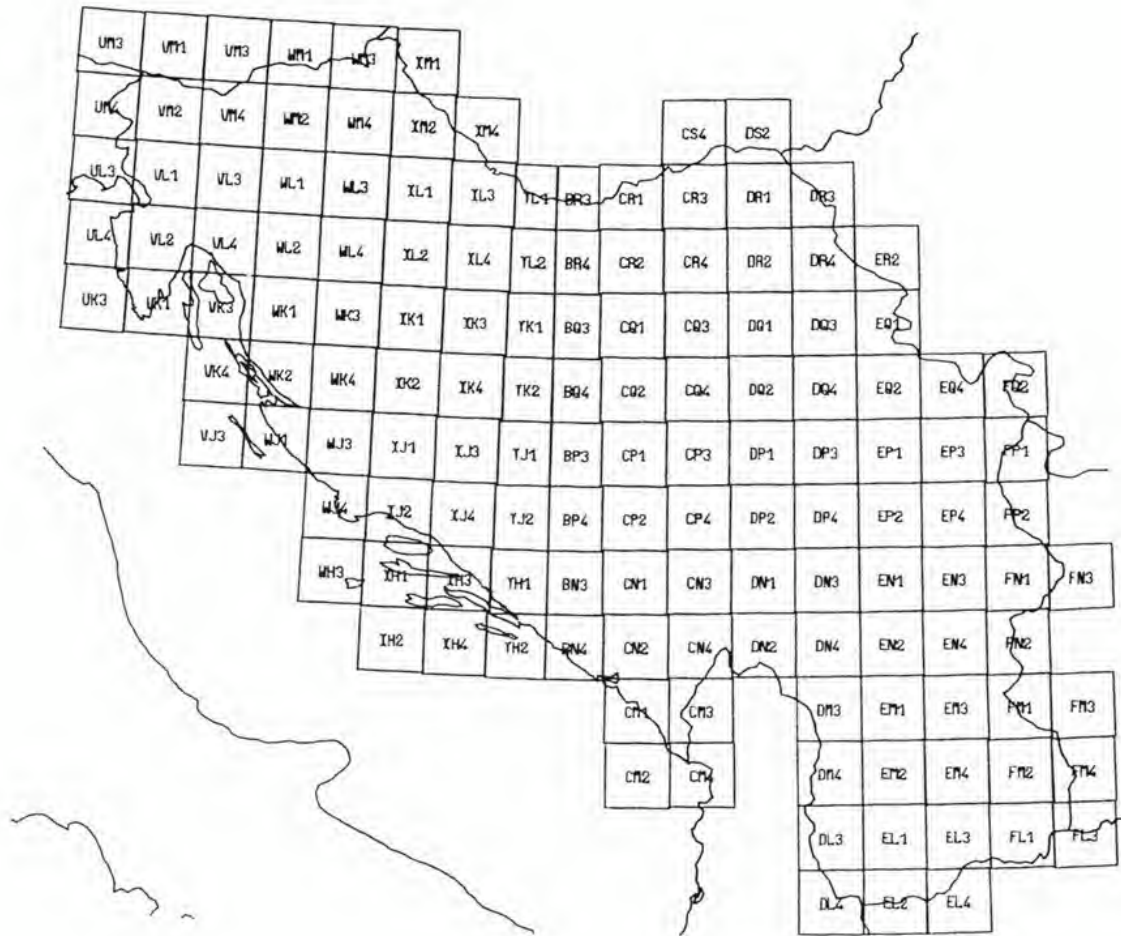 UM3 VM1 VM3 WM1 WM3 XM1
UM4 VM2 VM4 WM2 WM4 XM2 XM4 CS4 DS2
UL3 VL1 VL3 WL1 WL3 XL1 XL3 YL1 BR3 CR1 CR3 DR1 DR3
UL4 VL2 VL4 WL2 WL4 XL2 XL4 YL2 BR4 CR2 CR4 DR2 DR4 ER2
UK3 UK1 VK3 WK1 WK3 XK1 XK3 YK1 BQ3 CQ1 CQ3 DQ1 DQ3 EQ1
VK4 WK2 WK4 XK2 XK4 YK2 BQ4 CQ2 CQ4 DQ2 DQ4 EQ2 EQ4 FQ2
VJ3 WJ1 WJ3 XJ1 XJ3 YJ1 BP3 CP1 CP3 DP1 DP3 EP1 EP3 FP1
WJ4 XJ2 XJ4 YJ2 BP4 CP2 CP4 DP2 DP4 EP2 EP4 FP2
WH3 XH1 XH3 YH1 BN3 CN1 CN3 DN1 DN3 EN1 EN3 FN1 FN3
XH2 XH4 YH2 BN4 CN2 CN4 DN2 DN4 EN2 EN4 FN2
CM1 CM3 DM3 EM1 EM3 FM1 FM3
CM2 CM4 DM4 EM2 EM4 FM2 FM4
DL3 EL1 EL3 FL1 FL3
DL4 EL2 EL4